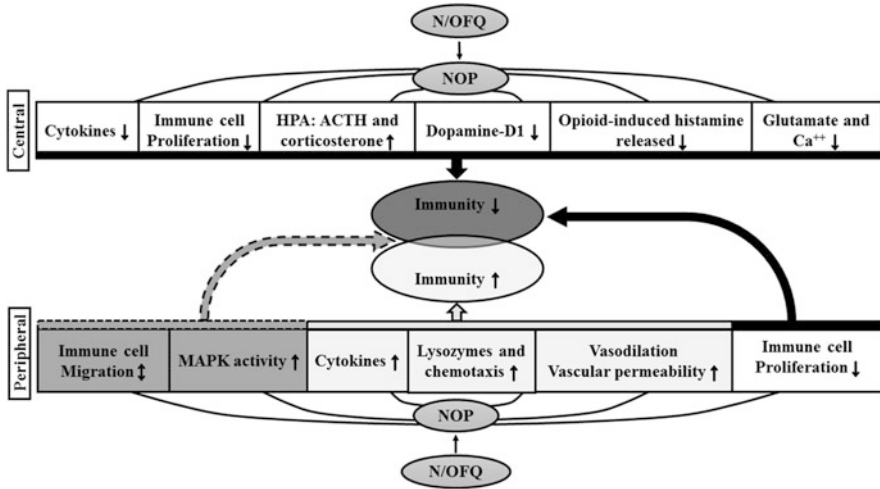 N/OFQ
NOP
Central
Cytokines ↓
Immune cell
Proliferation ↓
HPA: ACTH and
corticosterone ↑
Dopamine-D1 ↓
Opioid-induced histamine
released ↓
Glutamate and
Ca⁺⁺ ↓
Immunity ↓
Immunity ↑
Peripheral
Immune cell
Migration ↕
MAPK activity ↑
Cytokines ↑
Lysozymes and
chemotaxis ↑
Vasodilation
Vascular permeability ↑
Immune cell
Proliferation ↓
NOP
N/OFQ